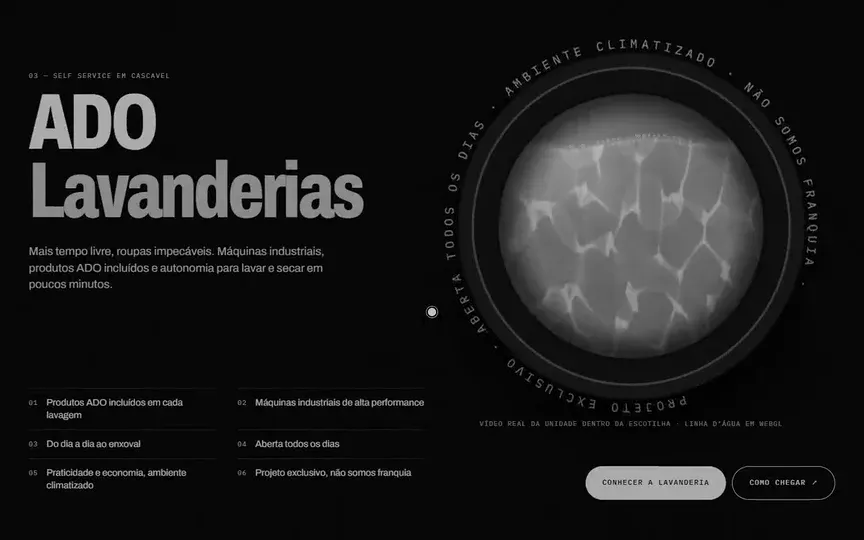 03 — SELF SERVICE EM CASCAVEL
ADO
Lavanderias
Mais tempo livre, roupas impecáveis. Máquinas industriais,
produtos ADO incluídos e autonomia para lavar e secar em
poucos minutos.
01 Produtos ADO incluídos em cada
lavagem
02 Máquinas industriais de alta performance
03 Do dia a dia ao enxoval
04 Aberta todos os dias
05 Praticidade e economia, ambiente
climatizado
06 Projeto exclusivo, não somos franquia
ABERTA TODOS OS DIAS · AMBIENTE CLIMATIZADO · NÃO SOMOS FRANQUIA · PROJETO EXCLUSIVO ·
VÍDEO REAL DA UNIDADE DENTRO DA ESCOTILHA · LINHA D'ÁGUA EM WEBGL
CONHECER A LAVANDERIA
COMO CHEGAR ↗